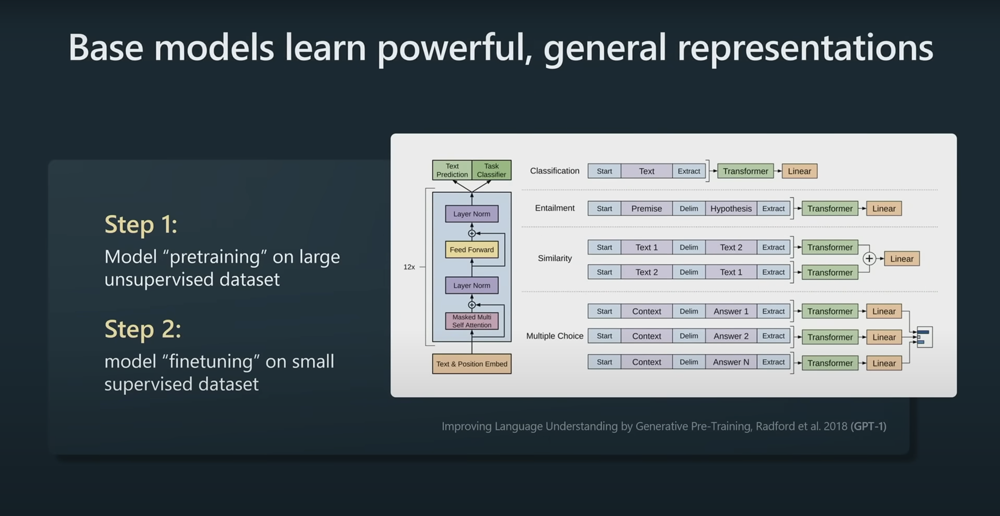 Base models learn powerful, general representations
Step 1:
Model “pretraining” on large
unsupervised dataset
Step 2:
model “finetuning” on small
supervised dataset
Text
Prediction
Task
Classifier
Layer Norm
Feed Forward
12x
Layer Norm
Masked Multi
Self Attention
Text & Position Embed
Classification Start Text Extract Transformer Linear
Entailment Start Premise Delim Hypothesis Extract Transformer Linear
Start Text 1 Delim Text 2 Extract Transformer
Similarity + Linear
Start Text 2 Delim Text 1 Extract Transformer
Start Context Delim Answer 1 Extract Transformer Linear
Multiple Choice Start Context Delim Answer 2 Extract Transformer Linear
Start Context Delim Answer N Extract Transformer Linear
Improving Language Understanding by Generative Pre-Training, Radford et al. 2018 (GPT-1)